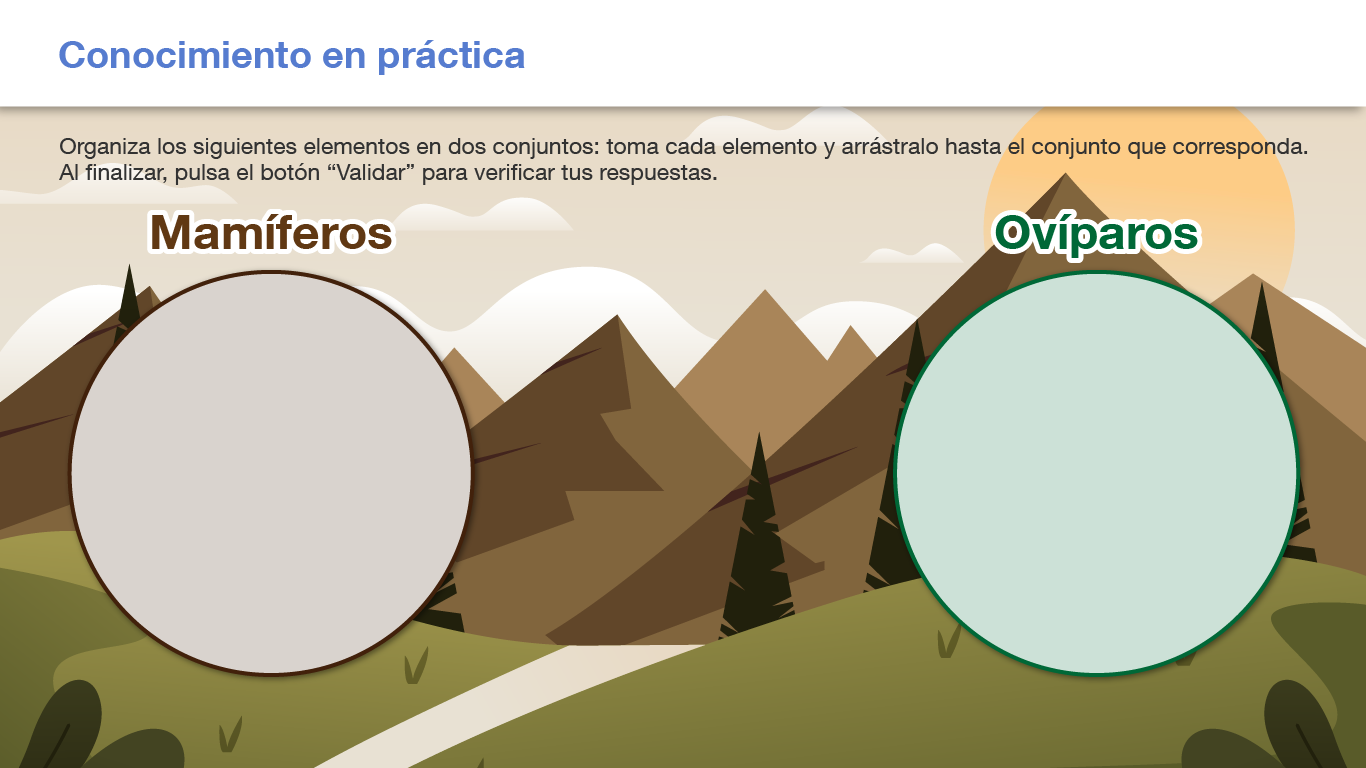 Conocimiento en práctica
Organiza los siguientes elementos en dos conjuntos: toma cada elemento y arrástralo hasta el conjunto que corresponda.
Al finalizar, pulsa el botón “Validar” para verificar tus respuestas.
Mamíferos
Ovíparos